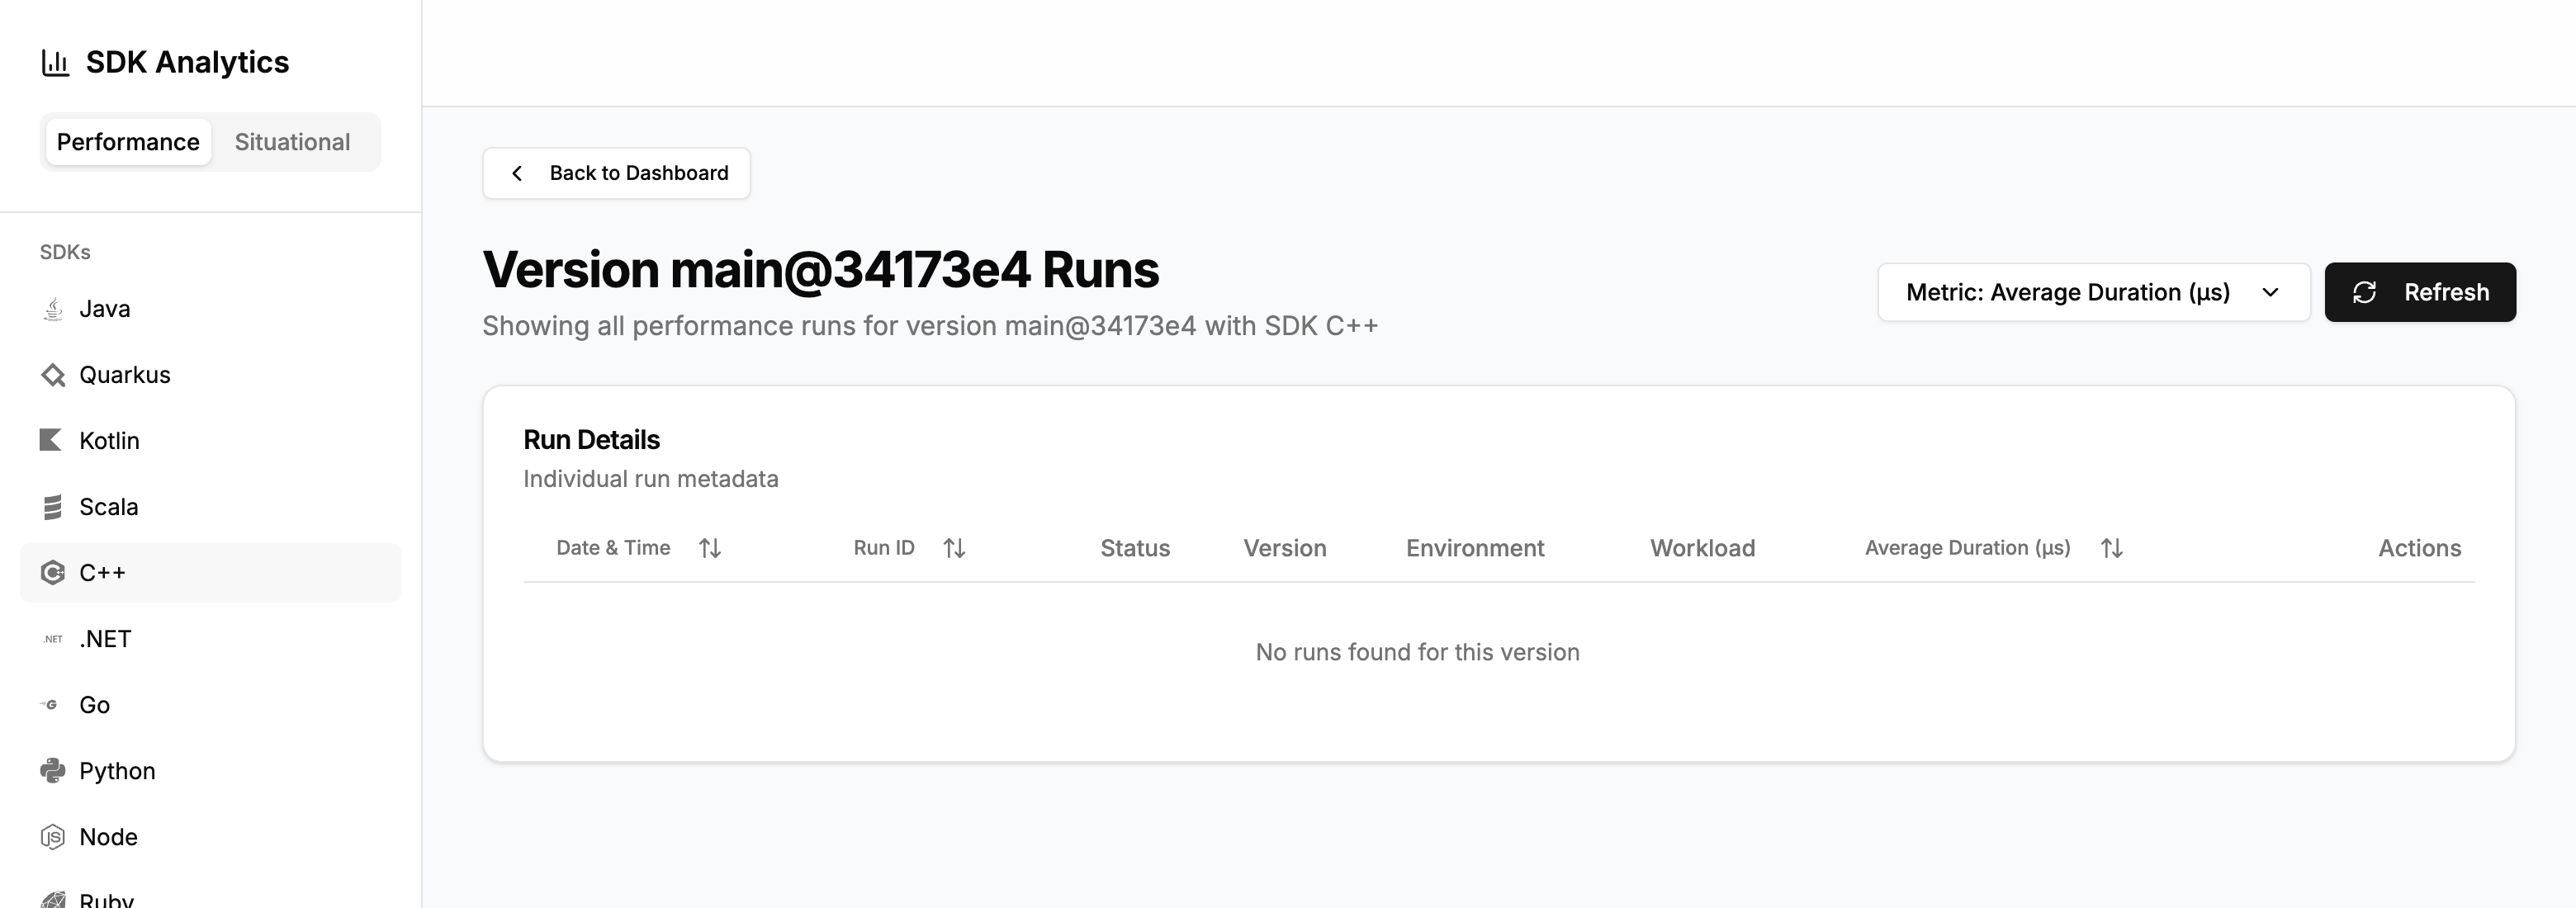 SDK Analytics
Performance Situational
SDKs
Java
Quarkus
Kotlin
Scala
C++
.NET .NET
Go
Python
JS Node
Ruby
Back to Dashboard
Version main@34173e4 Runs
Showing all performance runs for version main@34173e4 with SDK C++
Metric: Average Duration (μs) Refresh
Run Details
Individual run metadata
Date & Time Run ID Status Version Environment Workload Average Duration (μs) Actions
No runs found for this version